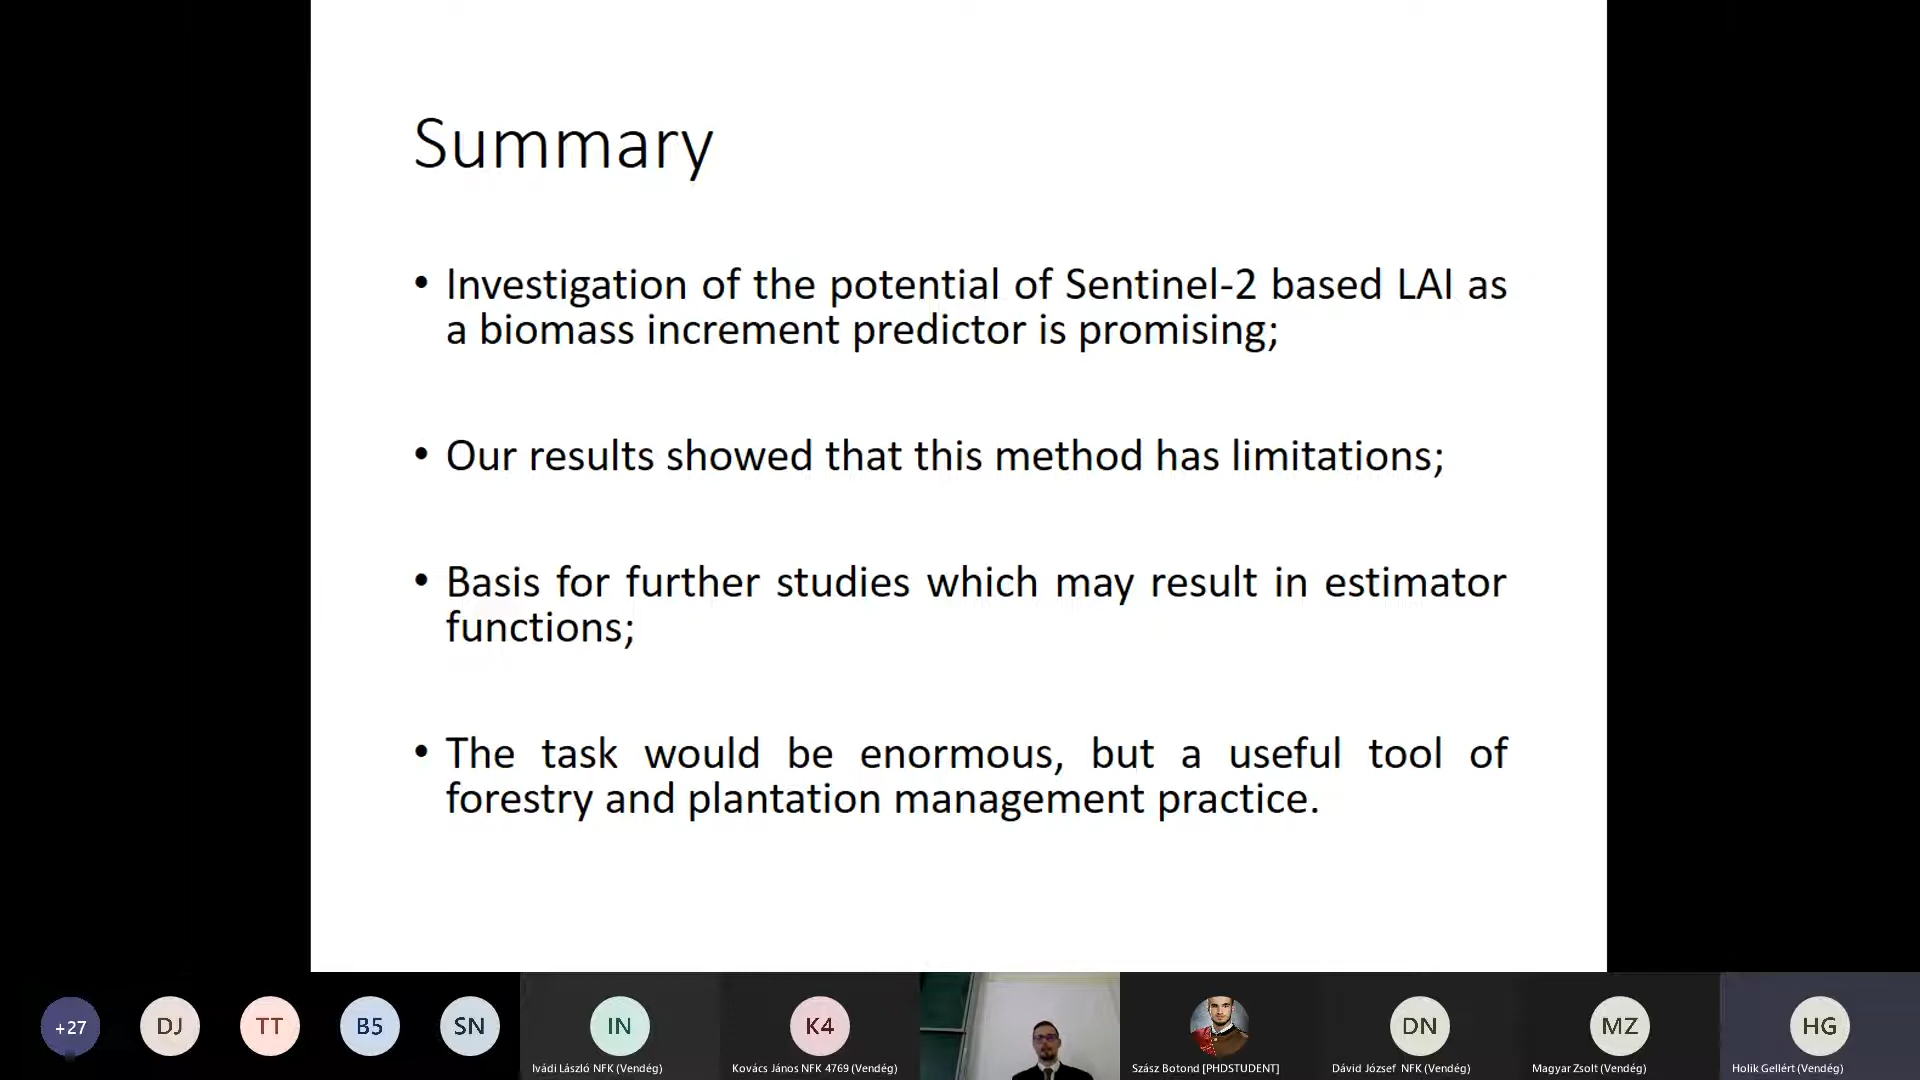 Summary
• Investigation of the potential of Sentinel-2 based LAI as
a biomass increment predictor is promising;
• Our results showed that this method has limitations;
• Basis for further studies which may result in estimator
functions;
• The task would be enormous, but a useful tool of
forestry and plantation management practice.
+27
DJ
TT
B5
SN
IN
K4
DN
MZ
HG
Ivádi László NFK (Vendég)
Kovács János NFK 4769 (Vendég)
Szász Botond [PHDSTUDENT]
Dávid József NFK (Vendég)
Magyar Zsolt (Vendég)
Holik Gellért (Vendég)